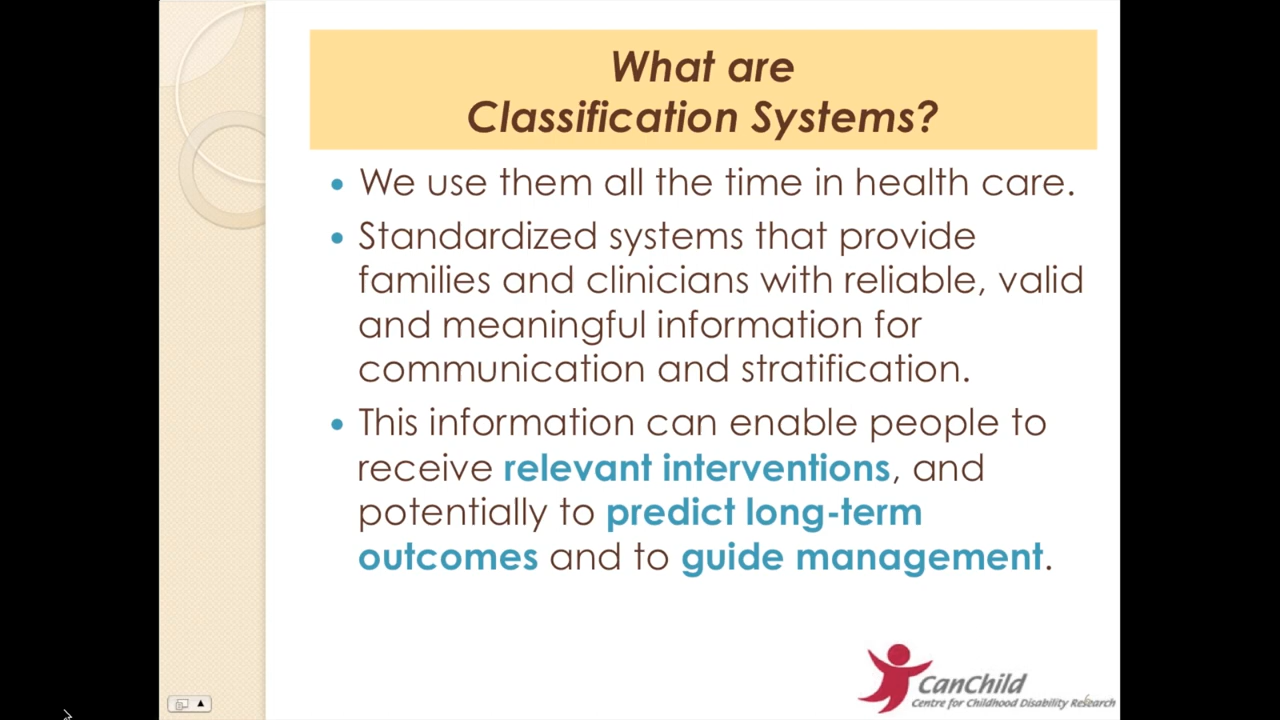 What are
Classification Systems?
• We use them all the time in health care.
• Standardized systems that provide
families and clinicians with reliable, valid
and meaningful information for
communication and stratification.
• This information can enable people to
receive relevant interventions, and
potentially to predict long-term
outcomes and to guide management.
CanChild
Centre for Childhood Disability Research